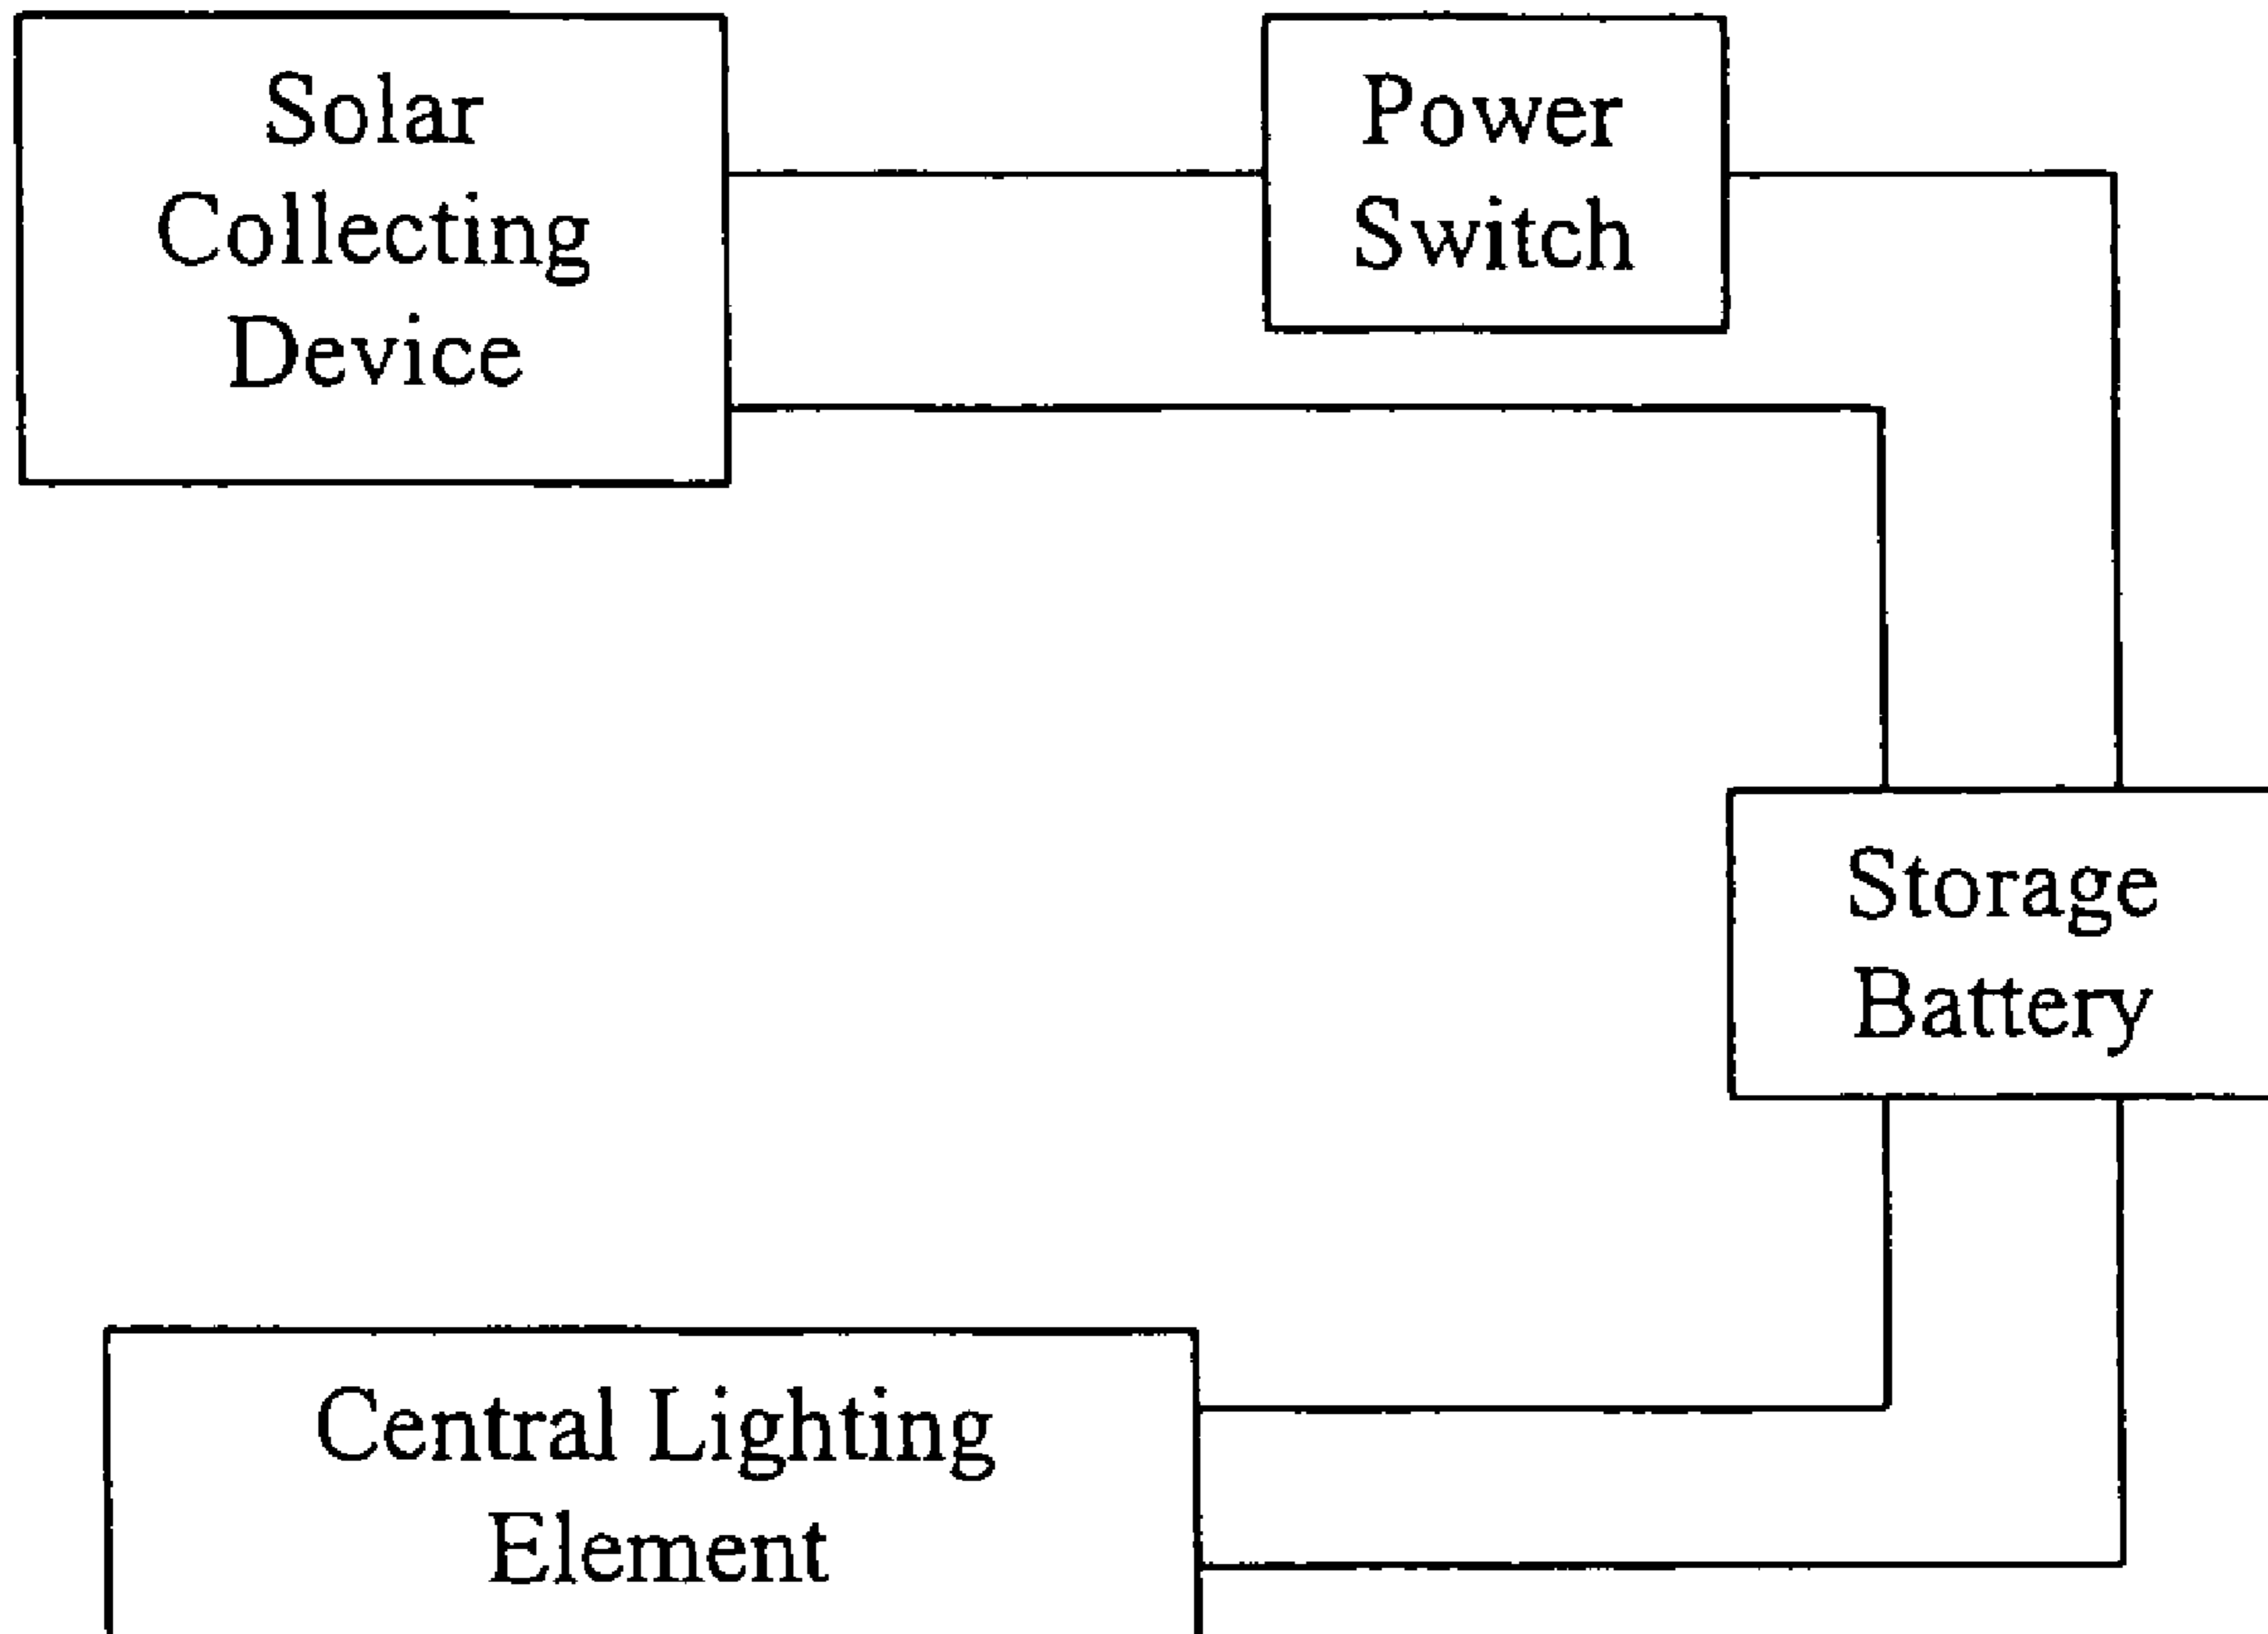 Solar
Collecting
Device
Power
Switch
Storage
Battery
Central Lighting
Element